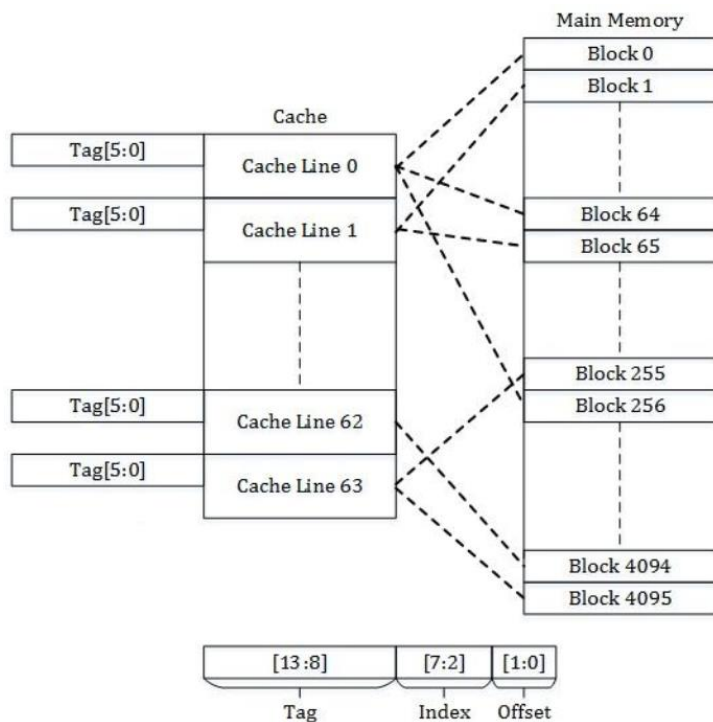 Main Memory
Block 0
Block 1
Cache
Tag[5:0]
Cache Line 0
Tag[5:0]
Cache Line 1
Block 64
Block 65
Block 255
Block 256
Tag[5:0]
Cache Line 62
Tag[5:0]
Cache Line 63
Block 4094
Block 4095
[13:8] [7:2] [1:0]
Tag Index Offset